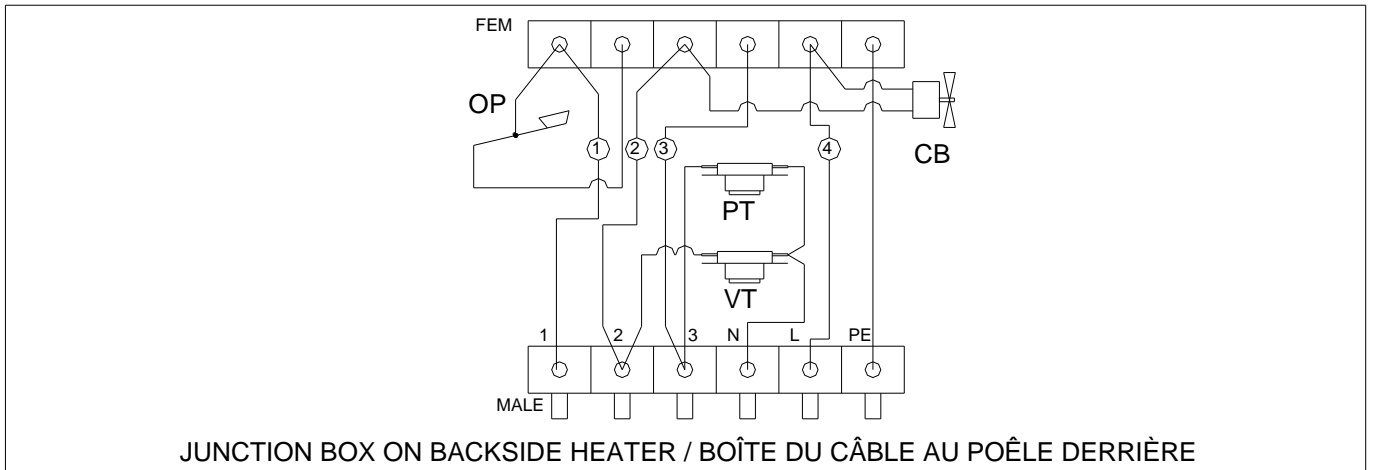 FEM
OP
CB
1
2
3
4
PT
VT
1
2
3
N
L
PE
MALE
JUNCTION BOX ON BACKSIDE HEATER / BOÎTE DU CÂBLE AU POÊLE DERRIÈRE